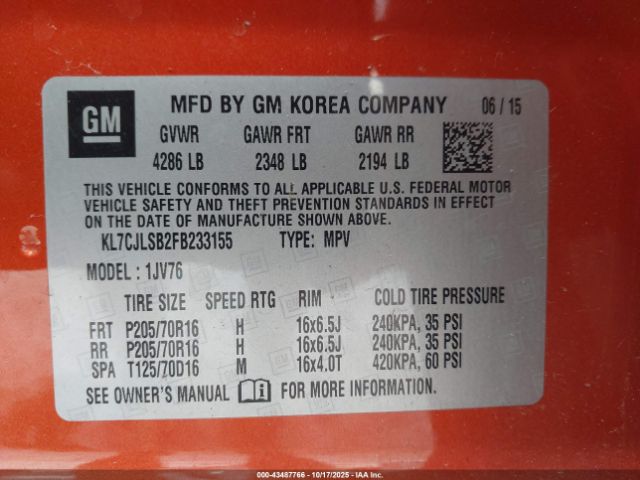 GM MFD BY GM KOREA COMPANY 06/15
GVWR GAWR FRT GAWR RR
4286 LB 2348 LB 2194 LB
THIS VEHICLE CONFORMS TO ALL APPLICABLE U.S. FEDERAL MOTOR
VEHICLE SAFETY AND THEFT PREVENTION STANDARDS IN EFFECT
ON THE DATE OF MANUFACTURE SHOWN ABOVE.
KL7CJLSB2FB233155 TYPE: MPV
MODEL : 1JV76
TIRE SIZE SPEED RTG RIM COLD TIRE PRESSURE
FRT P205/70R16 H 16x6.5J 240KPA, 35 PSI
RR P205/70R16 H 16x6.5J 240KPA, 35 PSI
SPA T125/70D16 M 16x4.0T 420KPA, 60 PSI
SEE OWNER'S MANUAL FOR MORE INFORMATION.
© 2000 - 43487766 - 10/17/2025 - IAA Inc. All Rights Reserved.